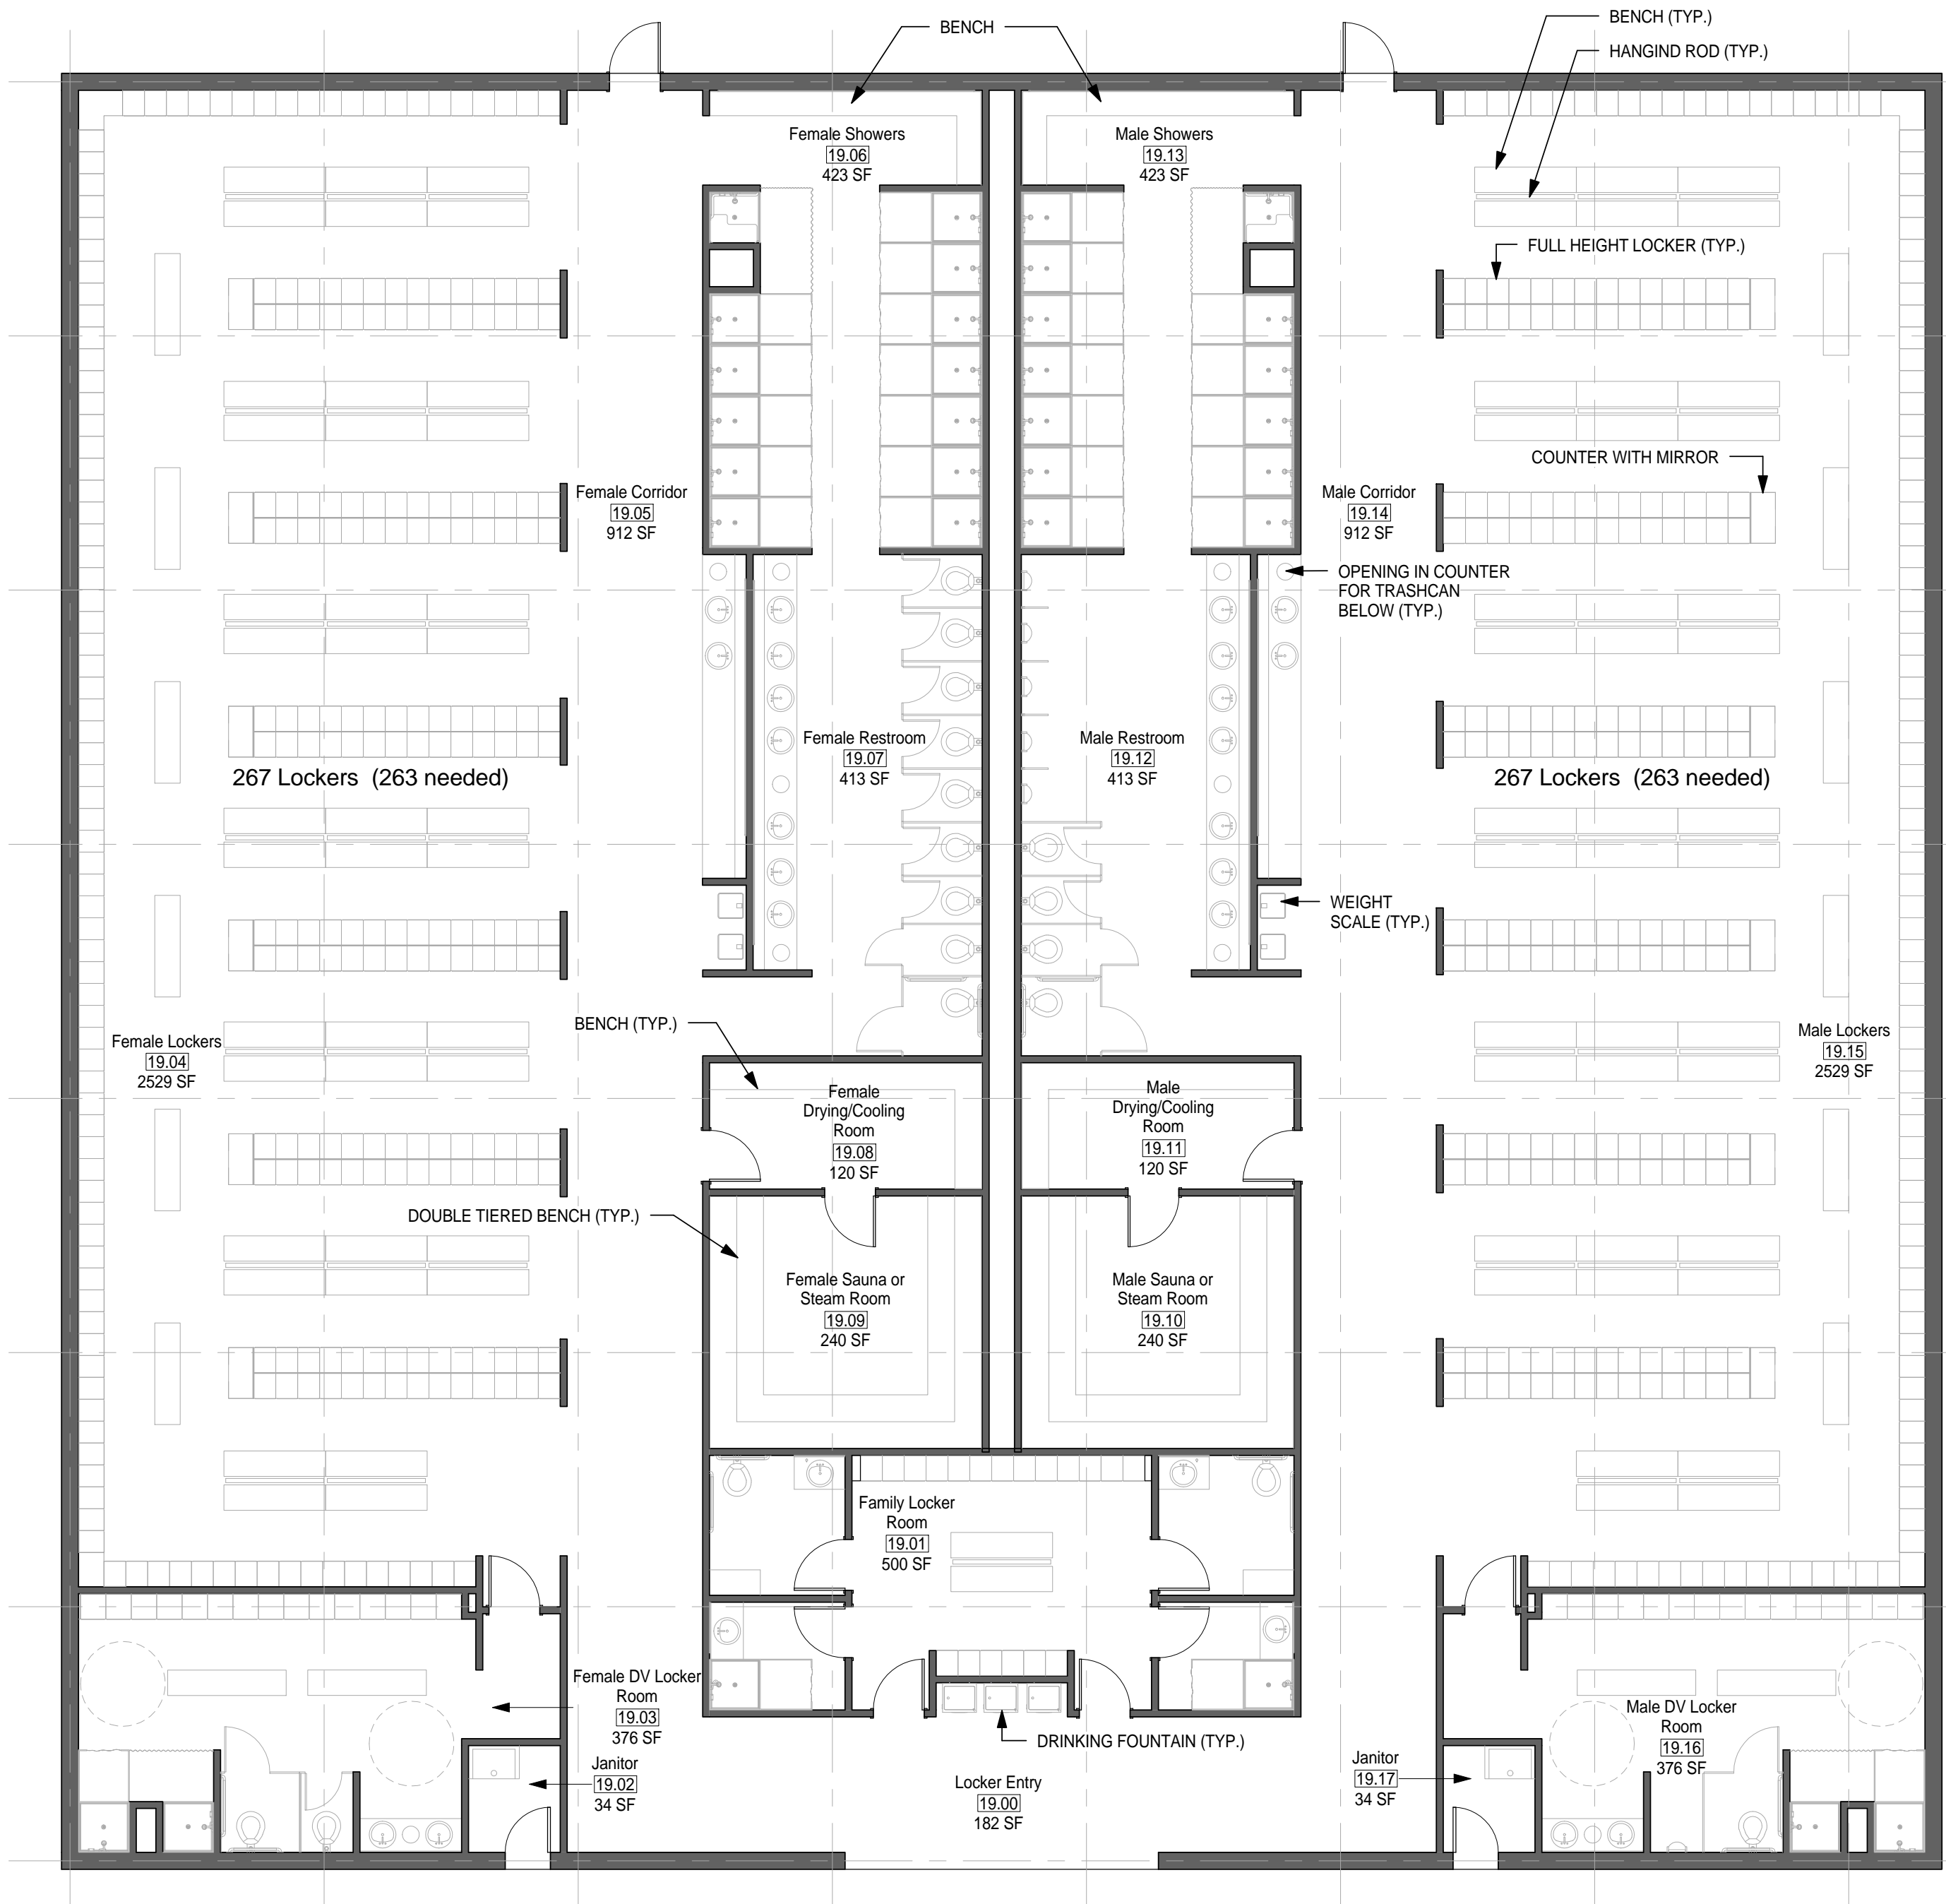 BENCH
BENCH (TYP.)
HANGIND ROD (TYP.)
Female Showers
19.06
423 SF
Male Showers
19.13
423 SF
FULL HEIGHT LOCKER (TYP.)
COUNTER WITH MIRROR
Female Corridor
19.05
912 SF
Male Corridor
19.14
912 SF
OPENING IN COUNTER
FOR TRASHCAN
BELOW (TYP.)
Female Restroom
19.07
413 SF
Male Restroom
19.12
413 SF
267 Lockers (263 needed)
267 Lockers (263 needed)
WEIGHT
SCALE (TYP.)
BENCH (TYP.)
Female Lockers
19.04
2529 SF
Male Lockers
19.15
2529 SF
Female
Drying/Cooling
Room
19.08
120 SF
Male
Drying/Cooling
Room
19.11
120 SF
DOUBLE TIERED BENCH (TYP.)
Female Sauna or
Steam Room
19.09
240 SF
Male Sauna or
Steam Room
19.10
240 SF
Family Locker
Room
19.01
500 SF
Female DV Locker
Room
19.03
376 SF
Male DV Locker
Room
19.16
376 SF
DRINKING FOUNTAIN (TYP.)
Janitor
19.02
34 SF
Locker Entry
19.00
182 SF
Janitor
19.17
34 SF